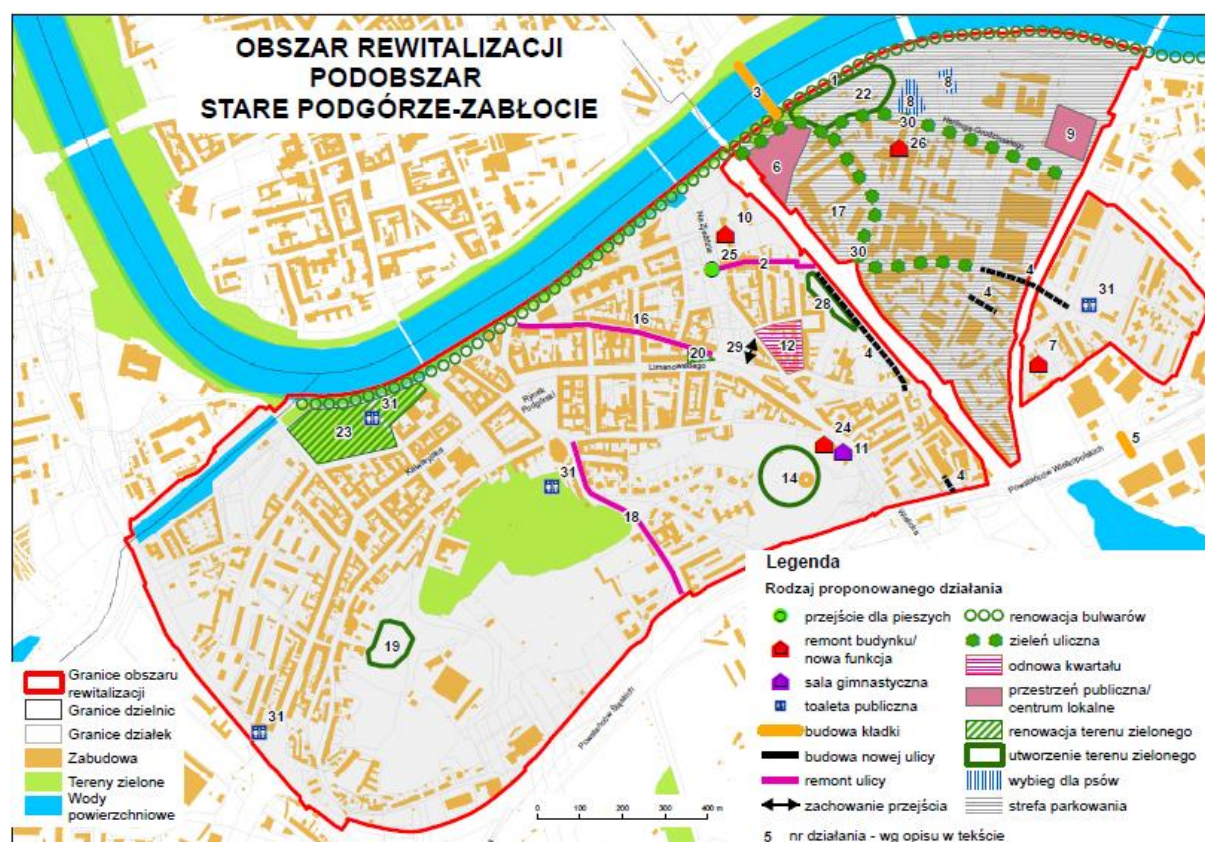 OBSZAR REWITALIZACJI
PODOBSZAR
STARE PODGÓRZE-ZABŁOCIE
3
1
22
8
8
30
26
9
6
10
17
25
2
30
4
4
31
28
16
20
29
12
4
7
Limanowskiego
Rynek
Podgórski
31
23
24
11
5
Kalwaryjska
31
14
4
Powstańców Wielkopolskich
18
Wielicka
19
31
Powstańców Śląskich
Granice obszaru
rewitalizacji
Granice dzielnic
Granice działek
Zabudowa
Tereny zielone
Wody
powierzchniowe
0 100 200 400 m
Legenda
Rodzaj proponowanego działania
przejście dla pieszych
remont budynku/
nowa funkcja
sala gimnastyczna
toaleta publiczna
budowa kładki
budowa nowej ulicy
remont ulicy
zachowanie przejścia
renowacja bulwarów
zieleń uliczna
odnowa kwartału
przestrzeń publiczna/
centrum lokalne
renowacja terenu zielonego
utworzenie terenu zielonego
wybieg dla psów
strefa parkowania
5 nr działania - wg opisu w tekście